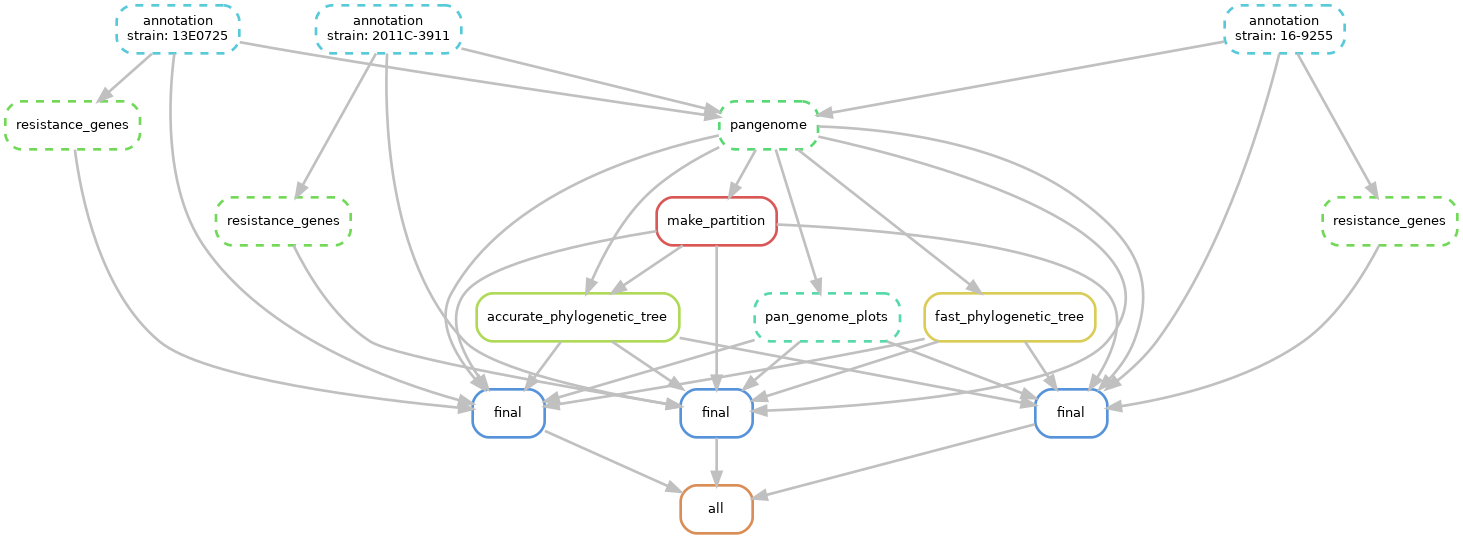 annotation
strain: 13E0725
annotation
strain: 2011C-3911
annotation
strain: 16-9255
resistance_genes
pangenome
resistance_genes
make_partition
resistance_genes
accurate_phylogenetic_tree
pan_genome_plots
fast_phylogenetic_tree
final
final
final
all